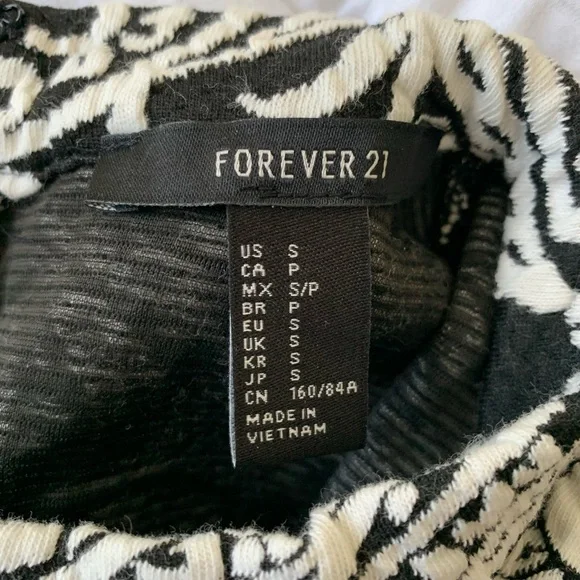 FOREVER 21
US S
CA P
MX S/P
BR P
EU S
UK S
KR S
JP S
CN 160/84A
MADE IN
VIETNAM